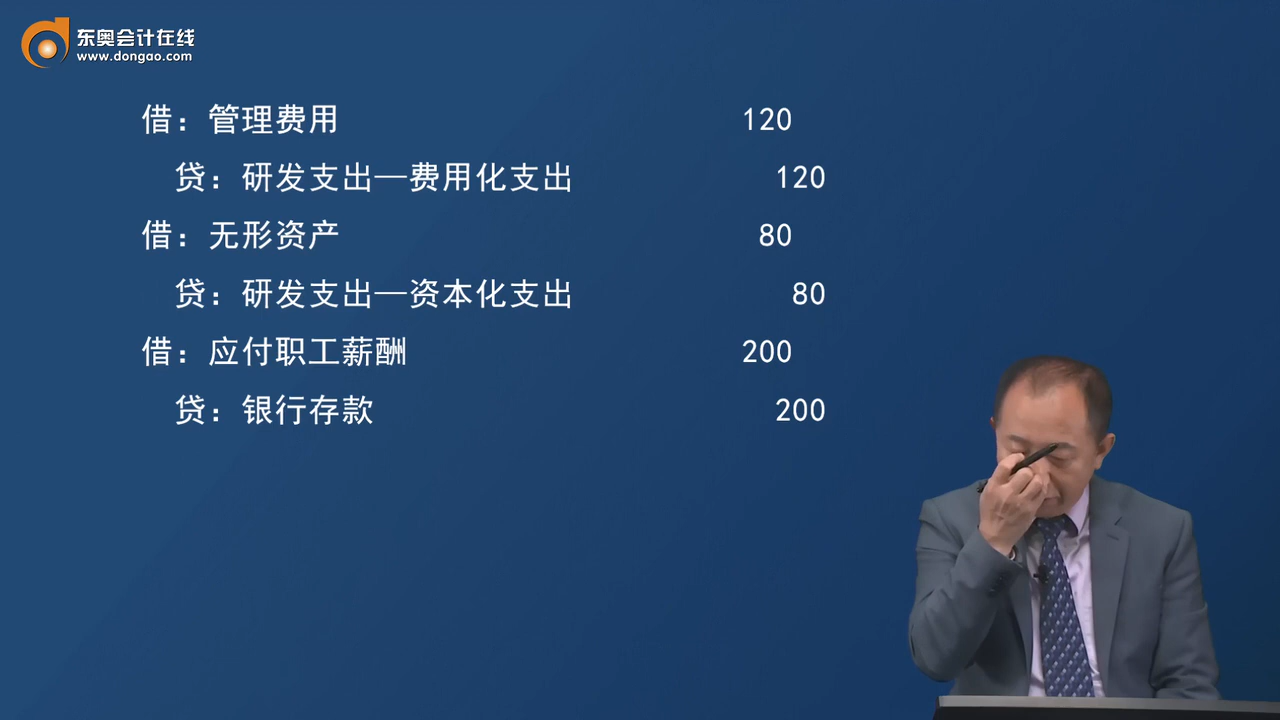 东奥会计在线
www.dongao.com
借：管理费用 120
贷：研发支出—费用化支出 120
借：无形资产 80
贷：研发支出—资本化支出 80
借：应付职工薪酬 200
贷：银行存款 200